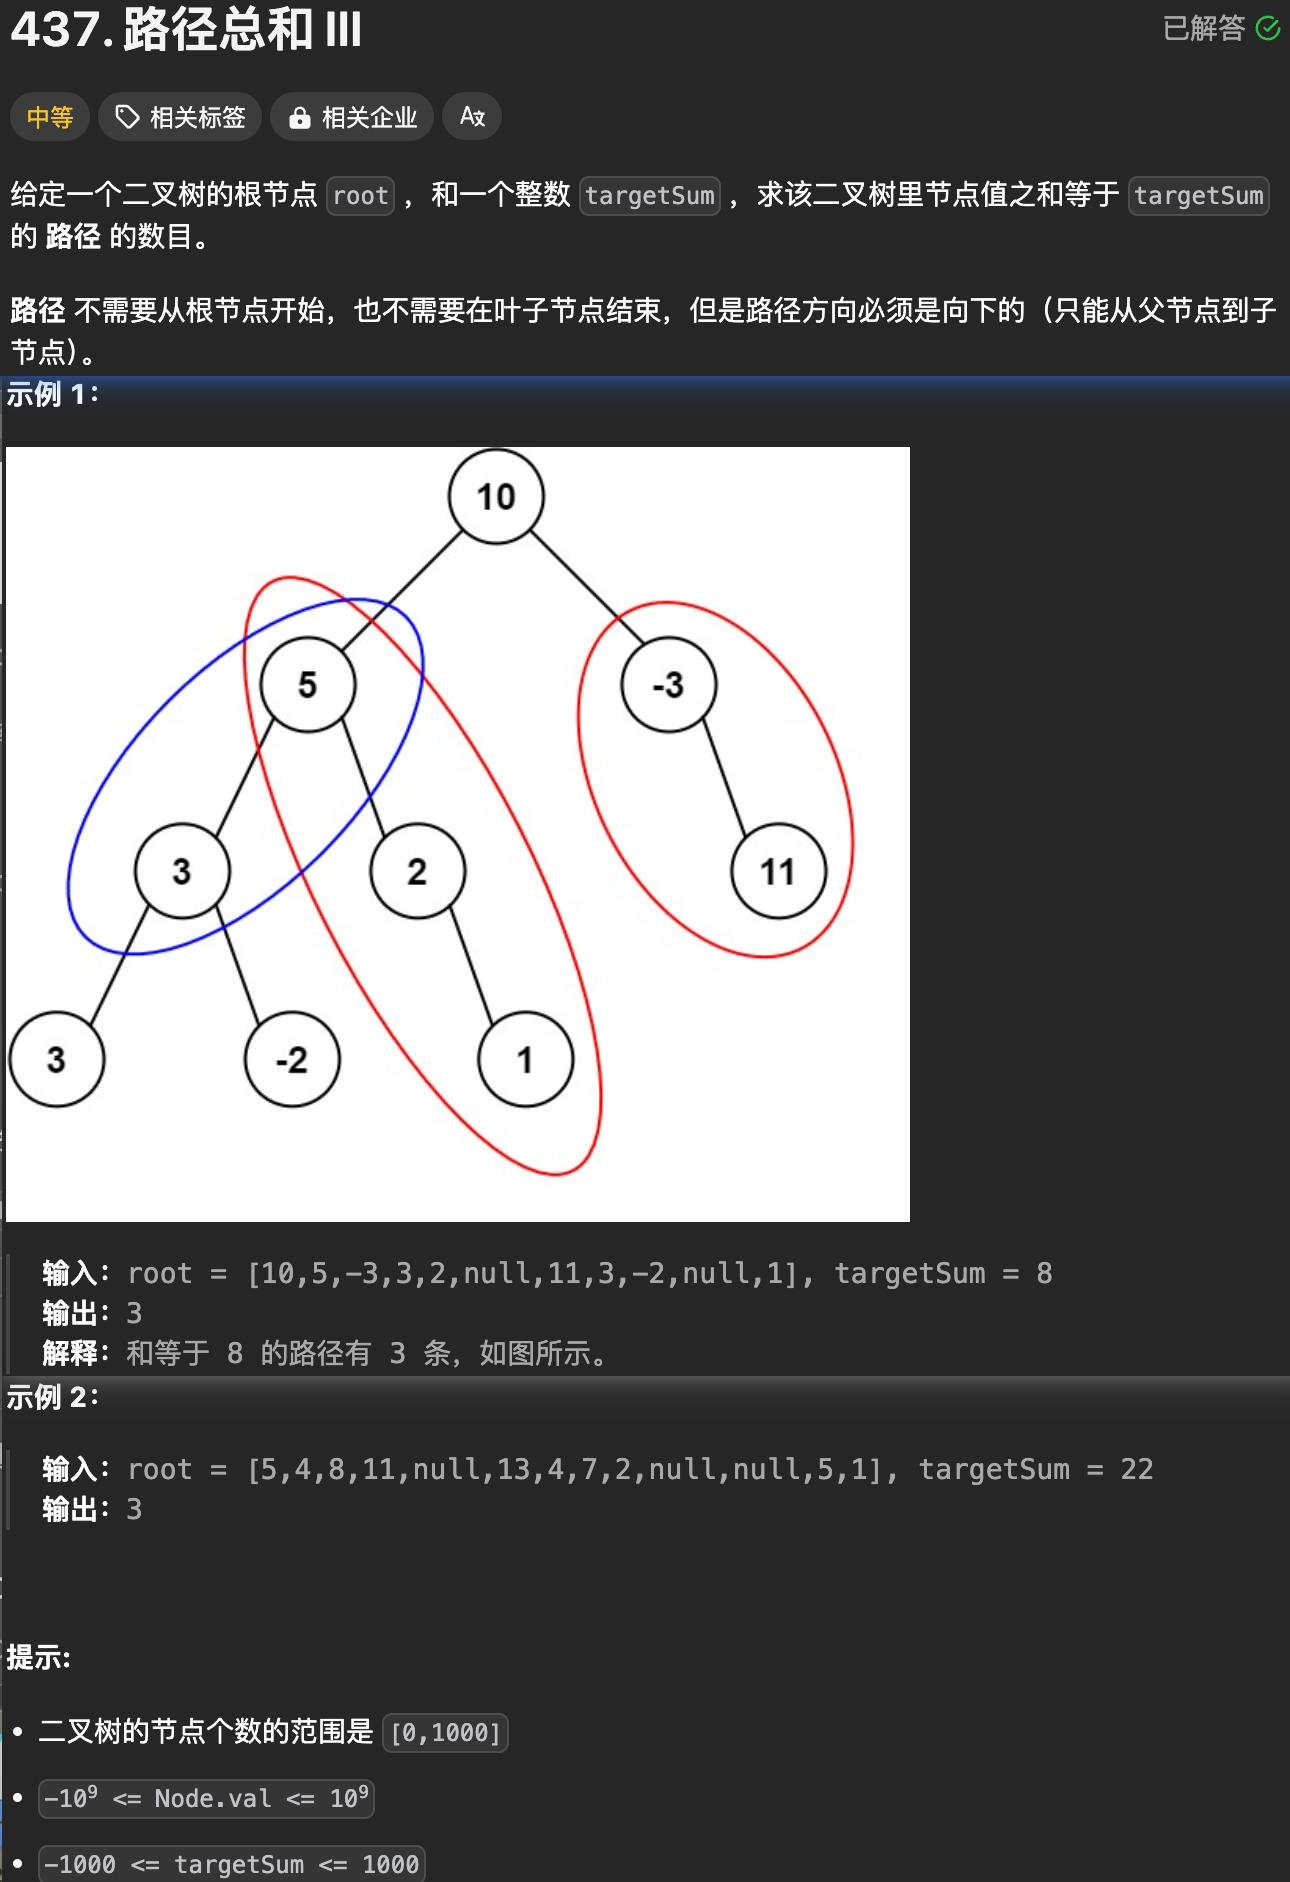 437. 路径总和 III
已解答
中等
相关标签
相关企业
给定一个二叉树的根节点 root ，和一个整数 targetSum ，求该二叉树里节点值之和等于 targetSum
的 路径 的数目。
路径 不需要从根节点开始，也不需要在叶子节点结束，但是路径方向必须是向下的（只能从父节点到子
节点）。
示例 1：
10
5
-3
3
2
11
3
-2
1
输入：root = [10,5,-3,3,2,null,11,3,-2,null,1], targetSum = 8
输出：3
解释：和等于 8 的路径有 3 条，如图所示。
示例 2：
输入：root = [5,4,8,11,null,13,4,7,2,null,null,5,1], targetSum = 22
输出：3
提示:
• 二叉树的节点个数的范围是 [0,1000]
• -10⁹ <= Node.val <= 10⁹
• -1000 <= targetSum <= 1000